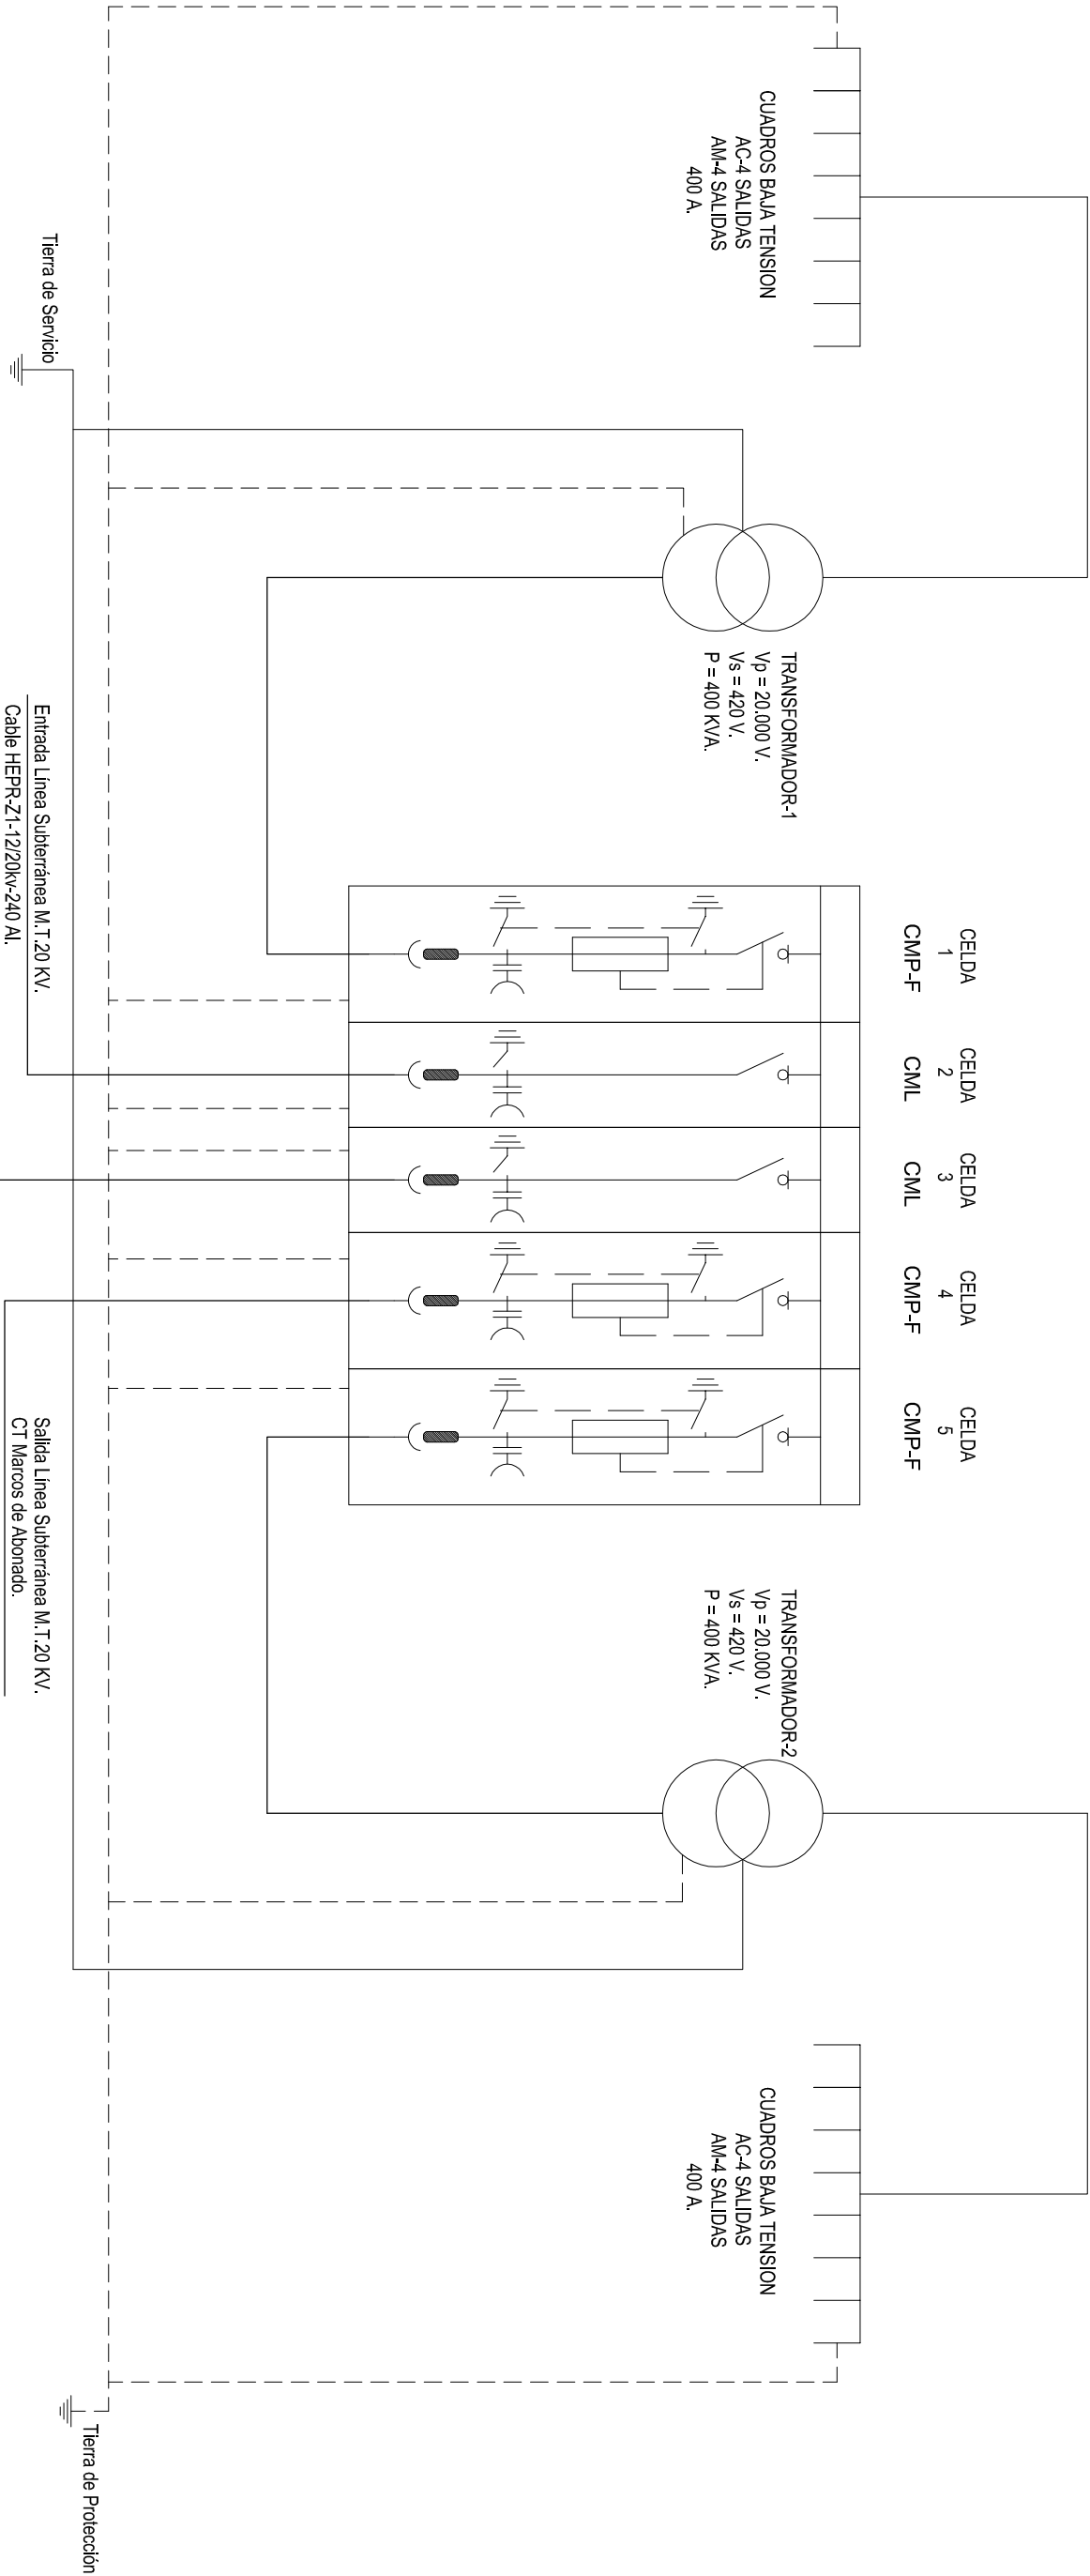 CUADROS BAJA TENSION
AC-4 SALIDAS
AM-4 SALIDAS
400 A.
Tierra de Servicio
TRANSFORMADOR-1
Vp = 20.000 V.
Vs = 420 V.
P = 400 KVA.
Entrada Línea Subterránea M.T.20 KV.
Cable HEPR-Z1-12/20kv-240 Al.
CELDA
1
CMP-F
CELDA
2
CML
CELDA
3
CML
CELDA
4
CMP-F
CELDA
5
CMP-F
Salida Línea Subterránea M.T.20 KV.
CT Marcos de Abonado.
TRANSFORMADOR-2
Vp = 20.000 V.
Vs = 420 V.
P = 400 KVA.
CUADROS BAJA TENSION
AC-4 SALIDAS
AM-4 SALIDAS
400 A.
Tierra de Protección